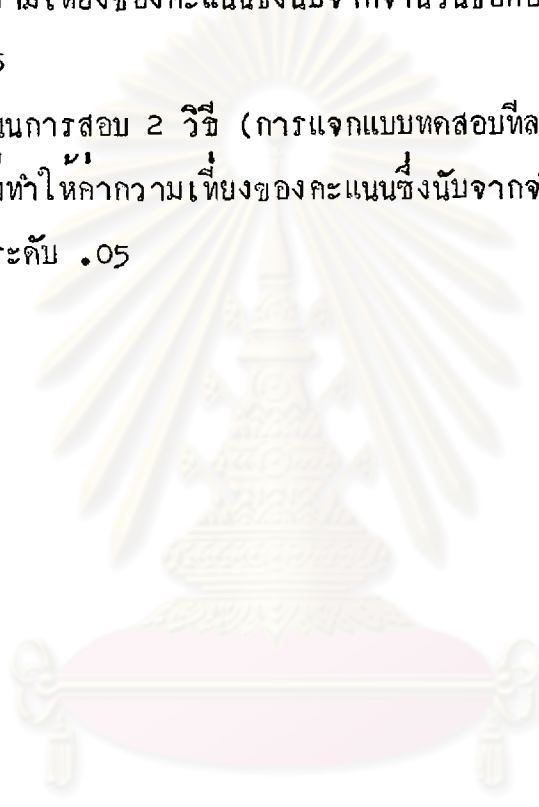 ามเที่ยงของคะแนนซึ่งนับจากจำนวนข้อที่ต
5
นนการสอบ 2 วิธี (การแจกแบบทดสอบทีล
ทำให้ค่าความเที่ยงของคะแนนซึ่งนับจากจำ
ระดับ .05